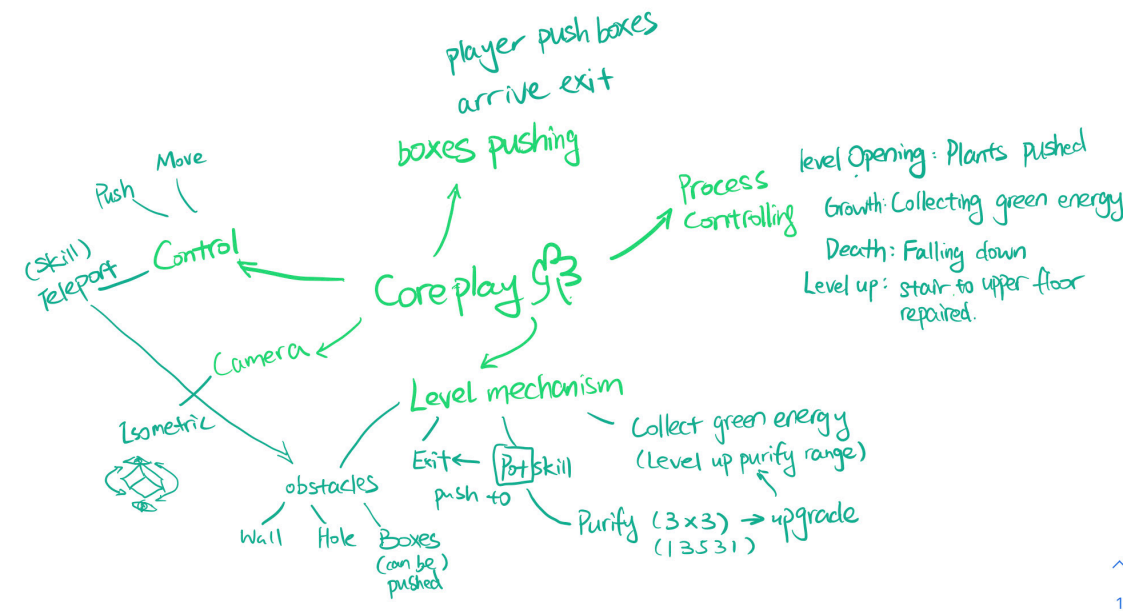 player push boxes
arrive exit
boxes pushing
Move
Push
(skill)
Teleport
Control
Process
Controlling
level Opening: Plants pushed
Growth: Collecting green energy
Death: Falling down
Level up: stair to upper floor
repaired.
Coreplay
Camera
Isometric
Level mechanism
Collect green energy
(Level up purify range)
Exit
Pot skill
push to
obstacles
Wall
Hole
Boxes
(can be)
pushed
Purify (3×3) → upgrade
(13531)
1